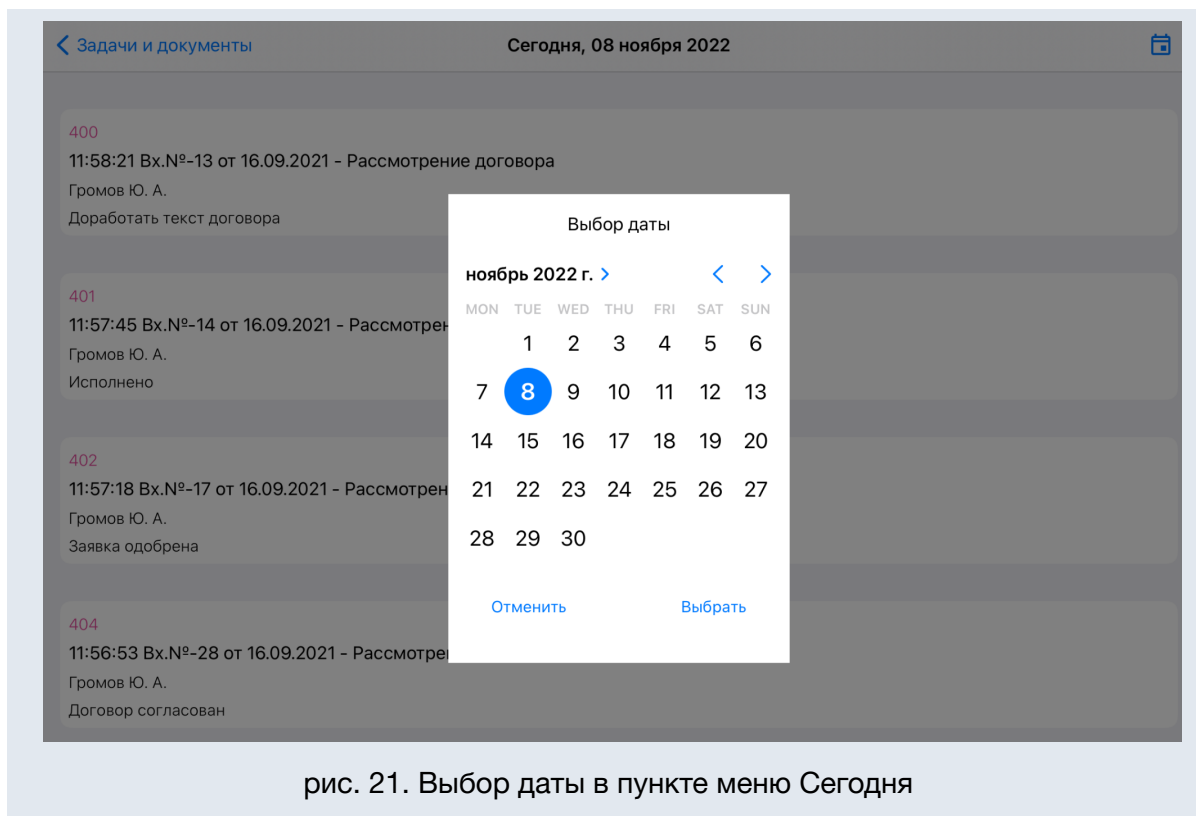 Задачи и документы
Сегодня, 08 ноября 2022
400
11:58:21 Вх.№-13 от 16.09.2021 - Рассмотрение договора
Громов Ю. А.
Доработать текст договора
401
11:57:45 Вх.№-14 от 16.09.2021 - Рассмотрен
Громов Ю. А.
Исполнено
402
11:57:18 Вх.№-17 от 16.09.2021 - Рассмотрен
Громов Ю. А.
Заявка одобрена
404
11:56:53 Вх.№-28 от 16.09.2021 - Рассмотре
Громов Ю. А.
Договор согласован
Выбор даты
ноябрь 2022 г.
MON TUE WED THU FRI SAT SUN
1 2 3 4 5 6
7 8 9 10 11 12 13
14 15 16 17 18 19 20
21 22 23 24 25 26 27
28 29 30
Отменить Выбрать
рис. 21. Выбор даты в пункте меню Сегодня